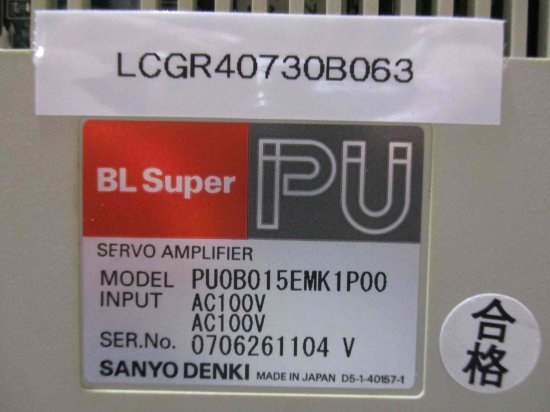 LCGR40730B063
BL Super PU
SERVO AMPLIFIER
MODEL PU0B015EMK1P00
INPUT AC100V
AC100V
SER.No. 0706261104 V
SANYO DENKI MADE IN JAPAN D5-1-40157-1
合格